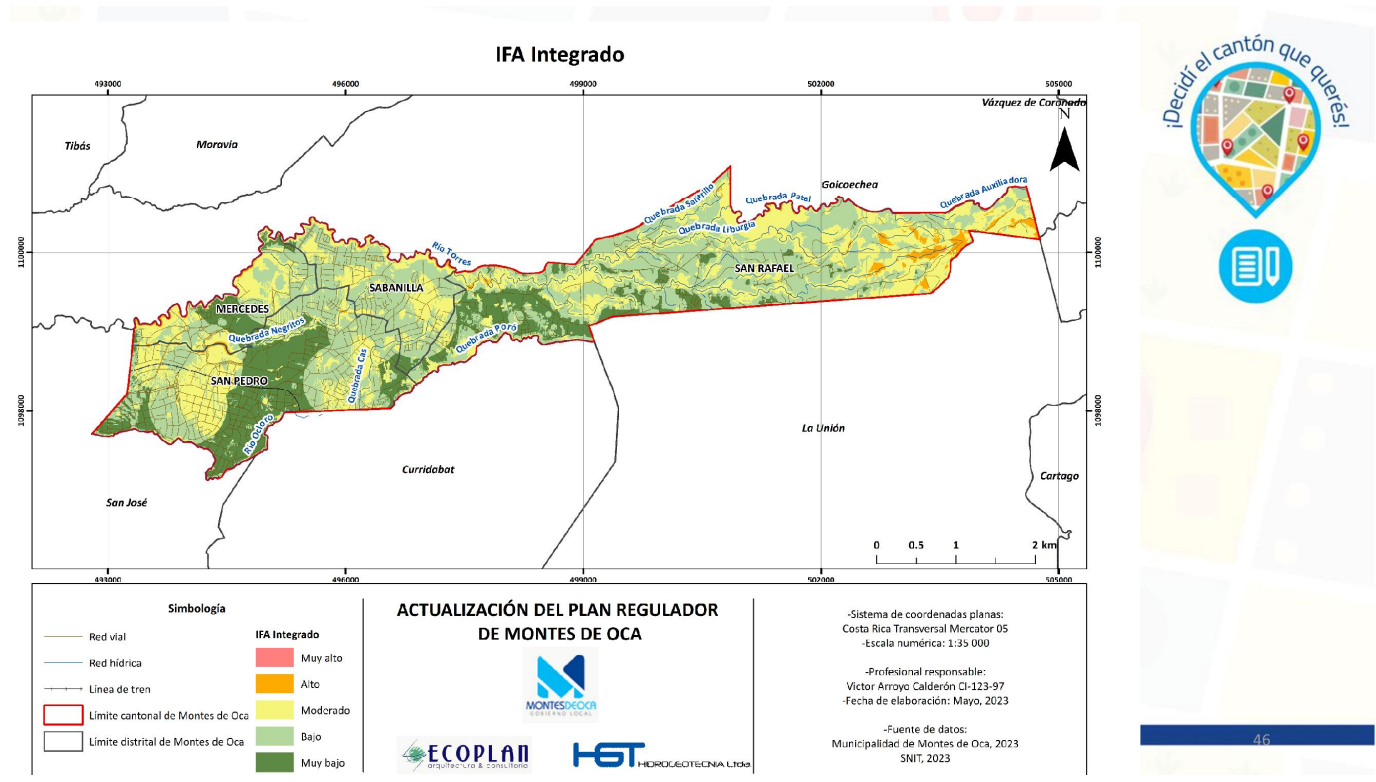 IFA Integrado
¡Decidí el cantón que querés!
493000
496000
499000
502000
505000
Vázquez de Coronado
N
Tibás
Moravia
Goicoechea
Quebrada Auxiliadora
Quebrada Patel
Quebrada Salitrillo
Quebrada Liburgia
1100000
1100000
Río Torres
SAN RAFAEL
SABANILLA
MERCEDES
Quebrada Negritos
Quebrada Poró
Quebrada Cas
SAN PEDRO
1098000
1098000
Río Ocloro
La Unión
Curridabat
Cartago
San José
0 0.5 1 2 km
493000
496000
499000
502000
505000
Simbología
Red vial
Red hídrica
Línea de tren
Límite cantonal de Montes de Oca
Límite distrital de Montes de Oca
IFA Integrado
Muy alto
Alto
Moderado
Bajo
Muy bajo
ACTUALIZACIÓN DEL PLAN REGULADOR
DE MONTES DE OCA
MONTESDEOCA
GOBIERNO LOCAL
ECOPLAN
arquitectura & consultoría
HGT HIDROGEOTECNIA Ltda.
-Sistema de coordenadas planas:
Costa Rica Transversal Mercator 05
-Escala numérica: 1:35 000
-Profesional responsable:
Victor Arroyo Calderón CI-123-97
-Fecha de elaboración: Mayo, 2023
-Fuente de datos:
Municipalidad de Montes de Oca, 2023
SNIT, 2023
46